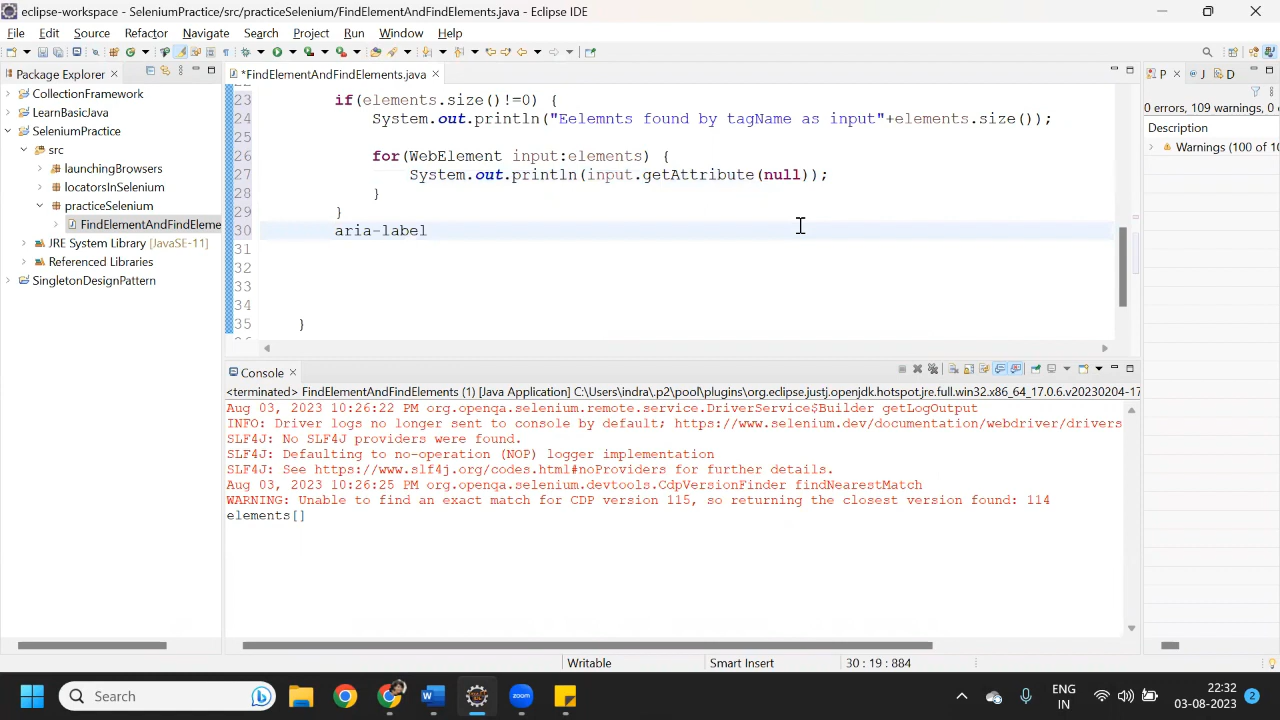 eclipse-workspace - SeleniumPractice/src/practiceSelenium/FindElementAndFindElements.java - Eclipse IDE
File Edit Source Refactor Navigate Search Project Run Window Help
Package Explorer
*FindElementAndFindElements.java
P J D
CollectionFramework
LearnBasicJava
SeleniumPractice
src
launchingBrowsers
locatorsInSelenium
practiceSelenium
FindElementAndFindEleme
JRE System Library [JavaSE-11]
Referenced Libraries
SingletonDesignPattern
23 if(elements.size()!=0) {
24 System.out.println("Eelemnts found by tagName as input"+elements.size());
25
26 for(WebElement input:elements) {
27 System.out.println(input.getAttribute(null));
28 }
29 }
30 aria-label
31
32
33
34
35 }
0 errors, 109 warnings, 0
Description
Warnings (100 of 10
Console
<terminated> FindElementAndFindElements (1) [Java Application] C:\Users\indra\.p2\pool\plugins\org.eclipse.justj.openjdk.hotspot.jre.full.win32.x86_64_17.0.6.v20230204-17
Aug 03, 2023 10:26:22 PM org.openqa.selenium.remote.service.DriverService$Builder getLogOutput
INFO: Driver logs no longer sent to console by default; https://www.selenium.dev/documentation/webdriver/drivers
SLF4J: No SLF4J providers were found.
SLF4J: Defaulting to no-operation (NOP) logger implementation
SLF4J: See https://www.slf4j.org/codes.html#noProviders for further details.
Aug 03, 2023 10:26:25 PM org.openqa.selenium.devtools.CdpVersionFinder findNearestMatch
WARNING: Unable to find an exact match for CDP version 115, so returning the closest version found: 114
elements[]
Writable Smart Insert 30 : 19 : 884
Search
ENG
IN
22:32
03-08-2023
2